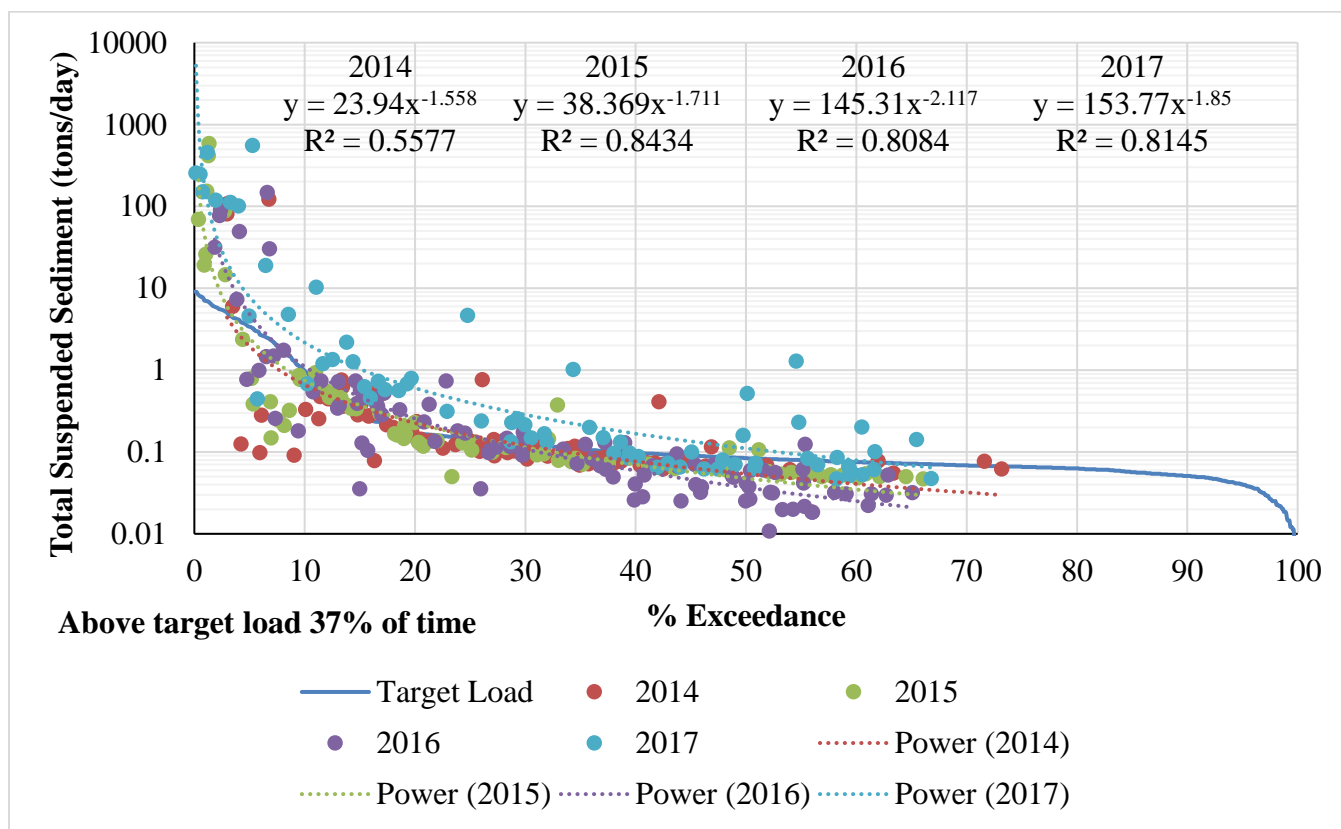 Total Suspended Sediment (tons/day)
10000
1000
100
10
1
0.1
0.01
2014
y = 23.94x^-1.558
R² = 0.5577
2015
y = 38.369x^-1.711
R² = 0.8434
2016
y = 145.31x^-2.117
R² = 0.8084
2017
y = 153.77x^-1.85
R² = 0.8145
0 10 20 30 40 50 60 70 80 90 100
Above target load 37% of time
% Exceedance
Target Load 2014 2015
2016 2017 Power (2014)
Power (2015) Power (2016) Power (2017)